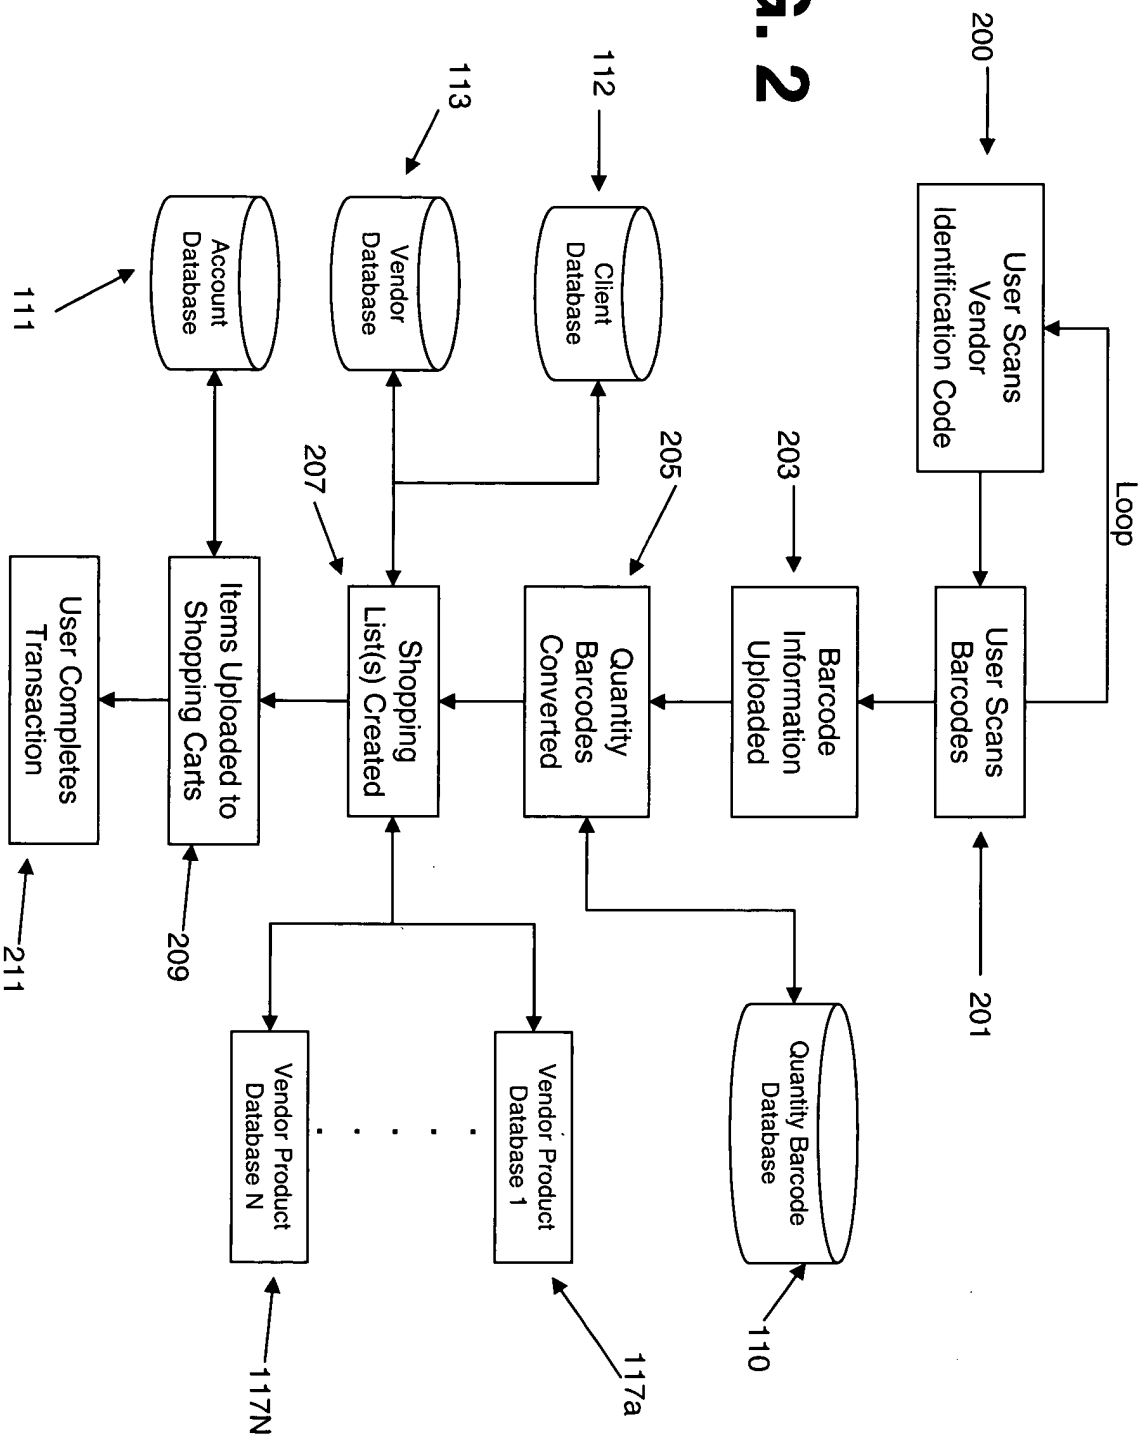 Loop
200
User Scans
Vendor
Identification Code
User Scans
Barcodes
201
203
Barcode
Information
Uploaded
Quantity Barcode
Database
110
112
Client
Database
205
Quantity
Barcodes
Converted
Vendor Product
Database 1
117a
113
Vendor
Database
207
Shopping
List(s) Created
. . . . .
Vendor Product
Database N
117N
111
Account
Database
Items Uploaded to
Shopping Carts
209
User Completes
Transaction
211
G. 2